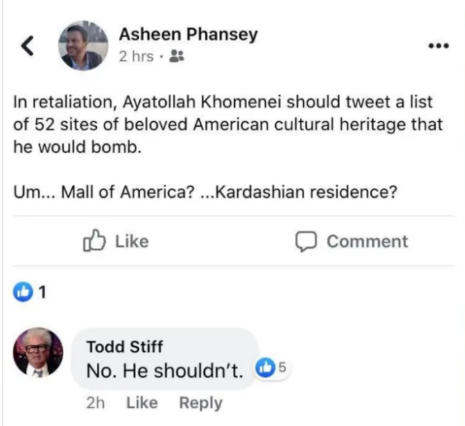 Asheen Phansey
2 hrs ·
In retaliation, Ayatollah Khomenei should tweet a list
of 52 sites of beloved American cultural heritage that
he would bomb.
Um... Mall of America? ...Kardashian residence?
Like Comment
1
Todd Stiff
No. He shouldn't. 5
2h Like Reply